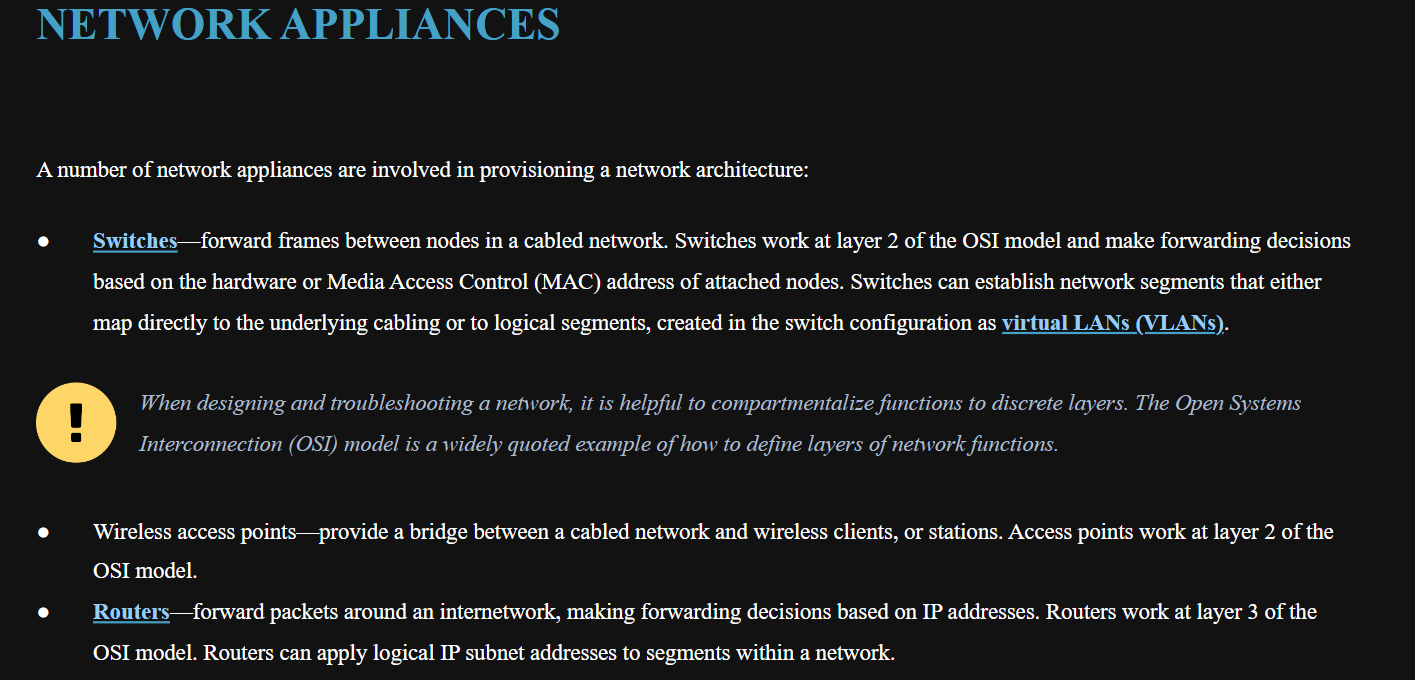 NETWORK APPLIANCES
A number of network appliances are involved in provisioning a network architecture:
● Switches—forward frames between nodes in a cabled network. Switches work at layer 2 of the OSI model and make forwarding decisions
based on the hardware or Media Access Control (MAC) address of attached nodes. Switches can establish network segments that either
map directly to the underlying cabling or to logical segments, created in the switch configuration as virtual LANs (VLANs).
When designing and troubleshooting a network, it is helpful to compartmentalize functions to discrete layers. The Open Systems
Interconnection (OSI) model is a widely quoted example of how to define layers of network functions.
● Wireless access points—provide a bridge between a cabled network and wireless clients, or stations. Access points work at layer 2 of the
OSI model.
● Routers—forward packets around an internetwork, making forwarding decisions based on IP addresses. Routers work at layer 3 of the
OSI model. Routers can apply logical IP subnet addresses to segments within a network.